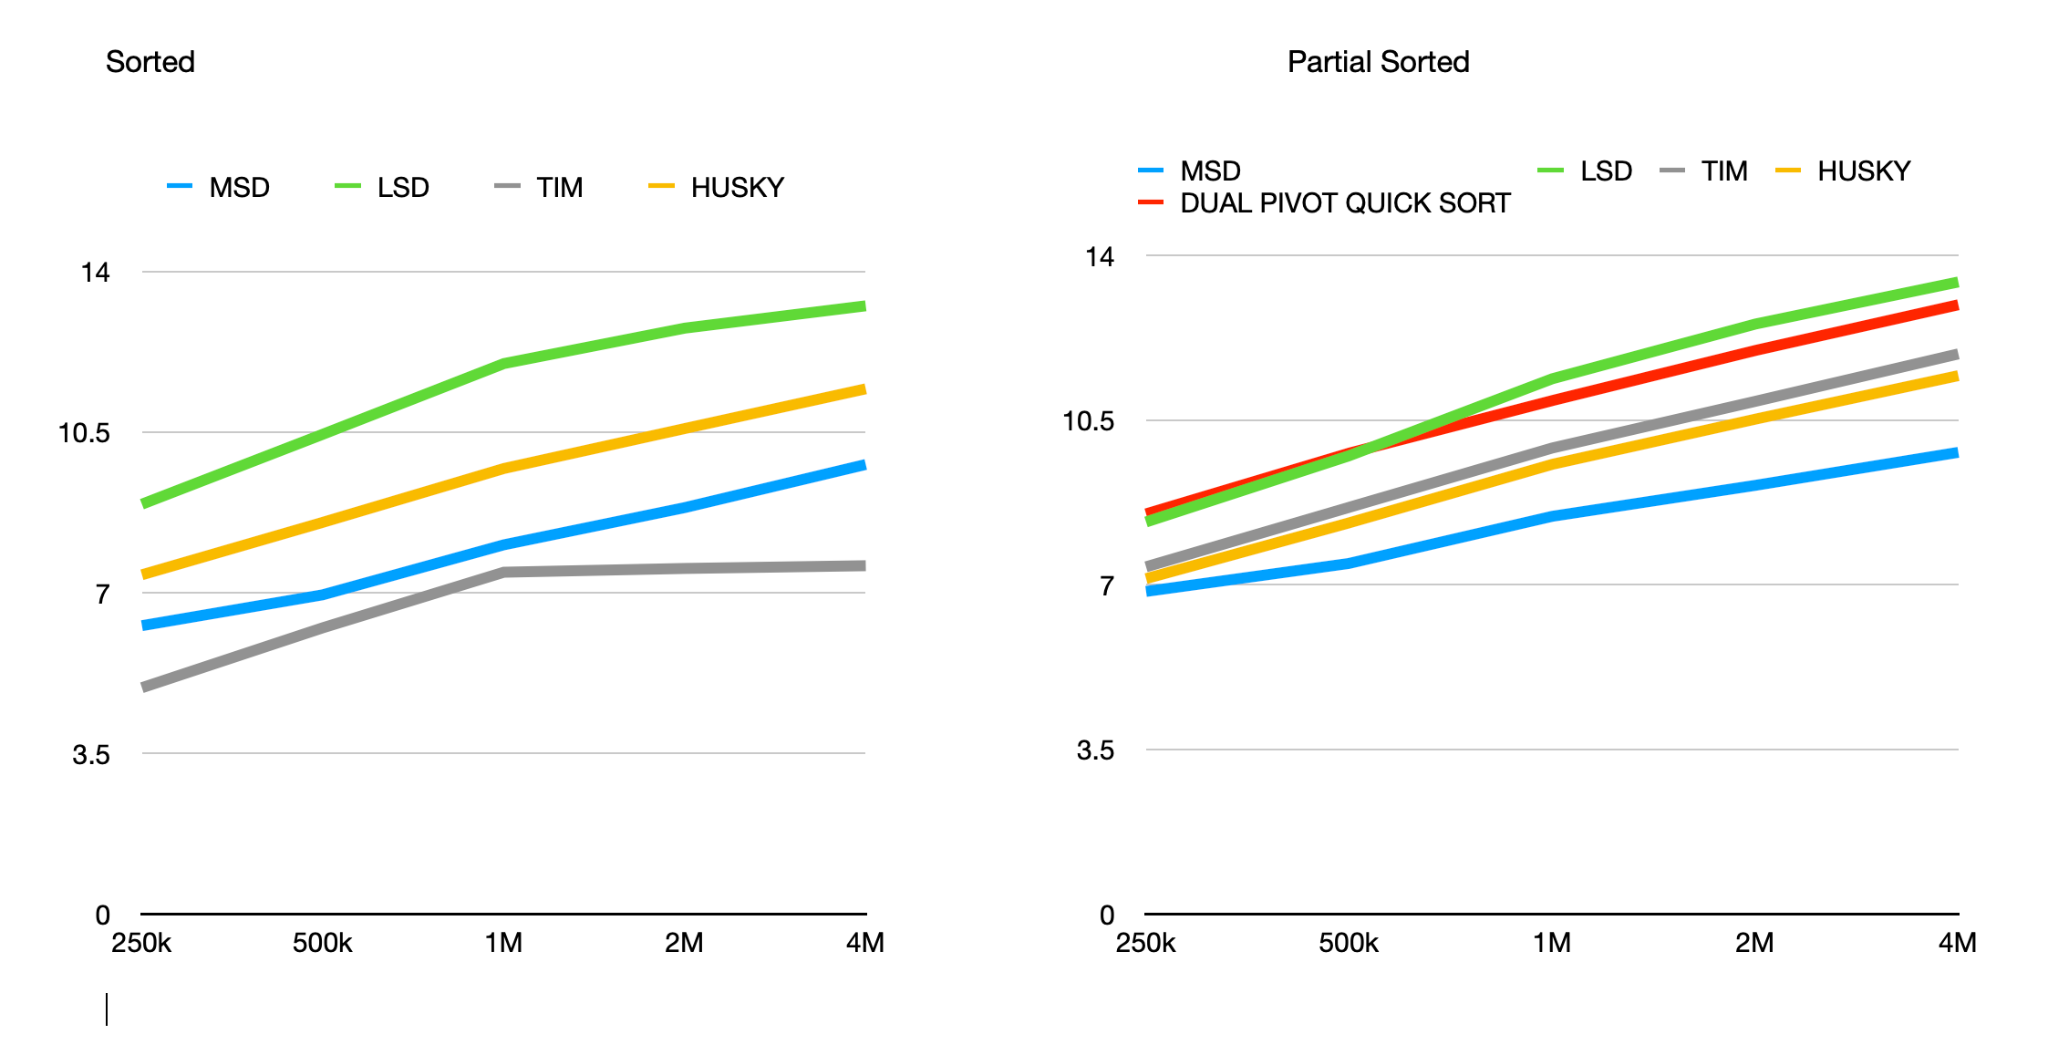 Sorted
MSD LSD TIM HUSKY
14
10.5
7
3.5
0
250k 500k 1M 2M 4M
Partial Sorted
MSD LSD TIM HUSKY
DUAL PIVOT QUICK SORT
14
10.5
7
3.5
0
250k 500k 1M 2M 4M